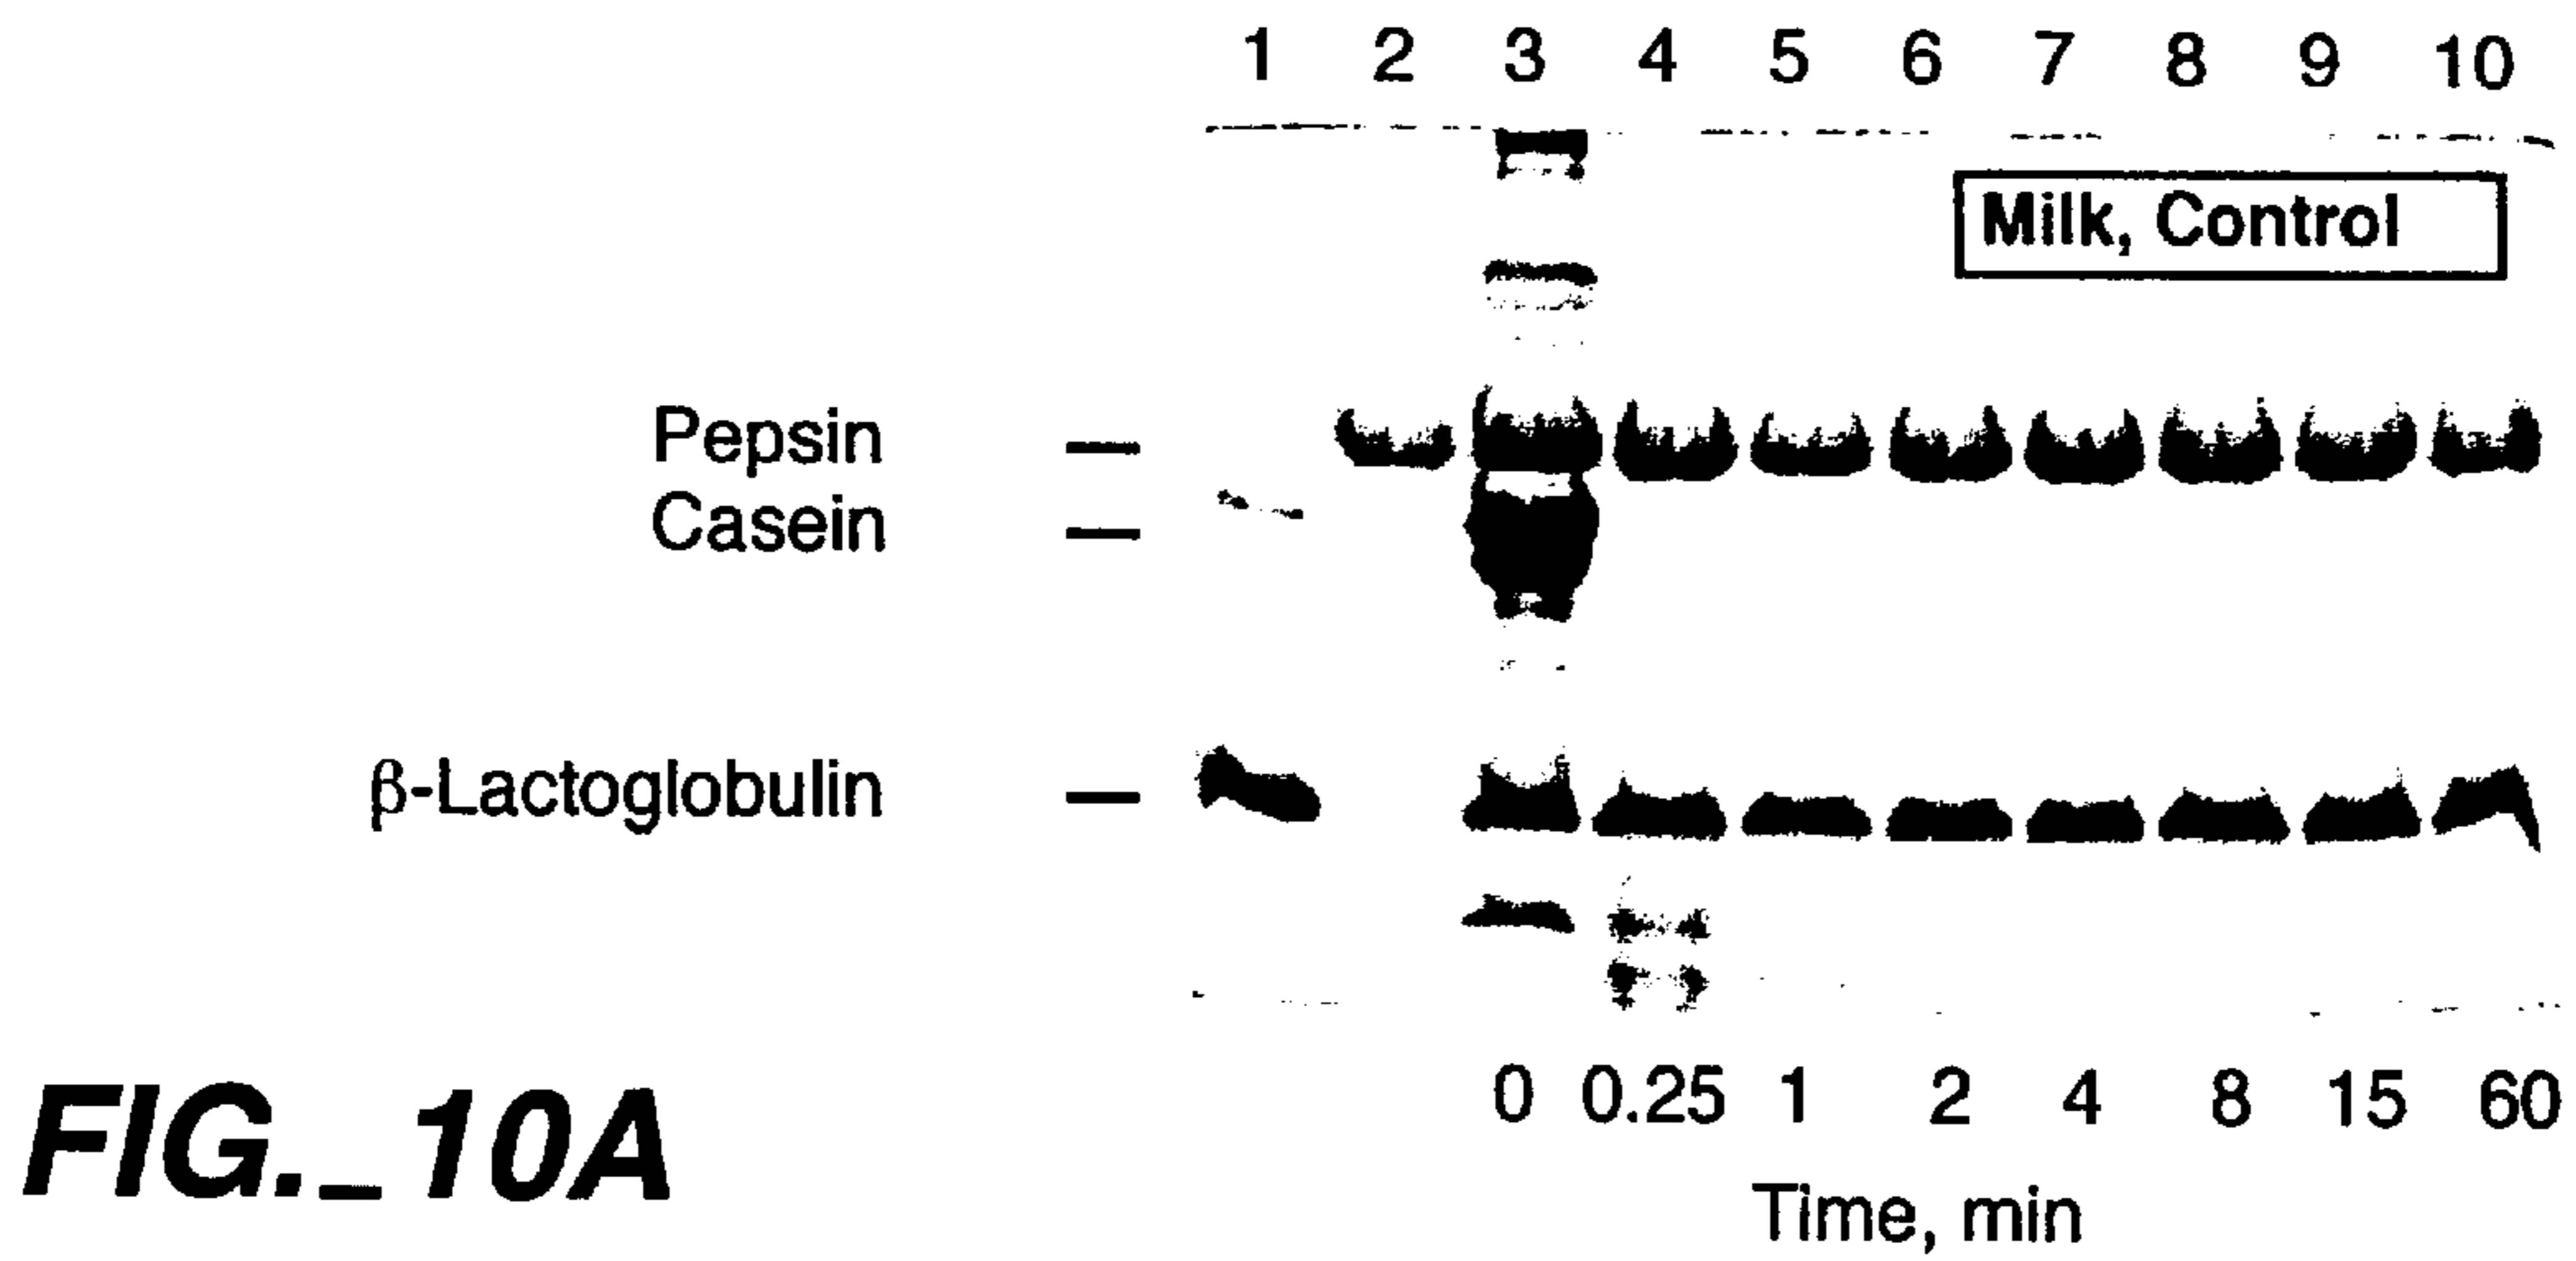 1 2 3 4 5 6 7 8 9 10
Milk, Control
Pepsin
Casein
β-Lactoglobulin
0 0.25 1 2 4 8 15 60
Time, min
FIG._10A